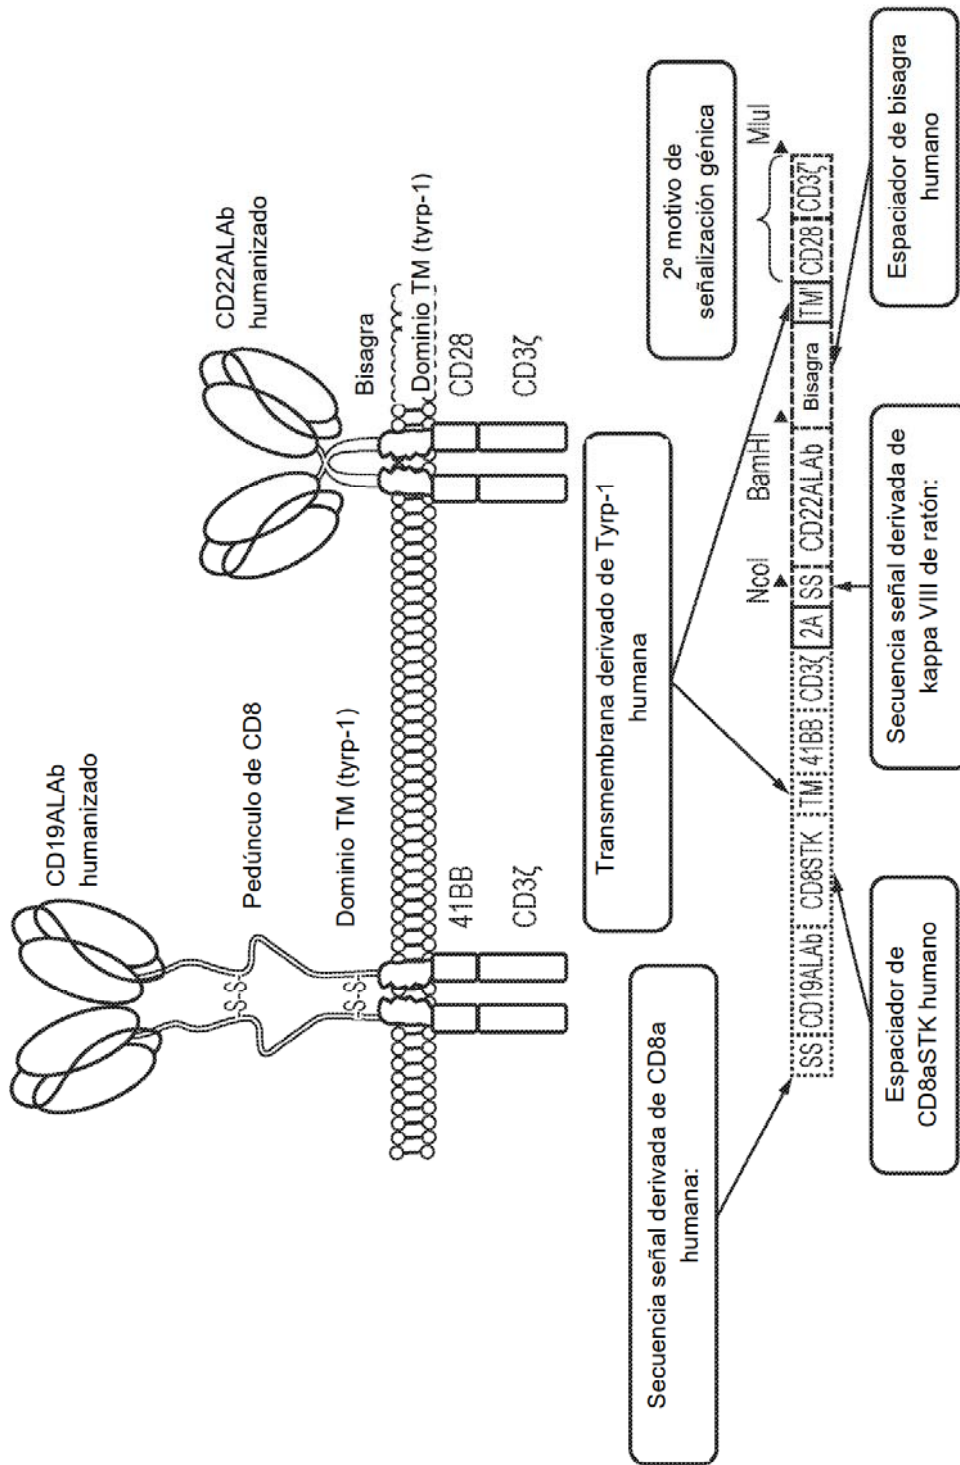 CD19ALAb
humanizado
Pedúnculo de CD8
-S-S-
-S-S-
Dominio TM (tyrp-1)
41BB
CD3ζ
CD22ALAb
humanizado
Bisagra
Dominio TM (tyrp-1)
CD28
CD3ζ
Secuencia señal derivada de CD8a
humana:
Transmembrana derivado de Tyrp-1
humana
2º motivo de
señalización génica
NcoI
BamHI
MluI
SS CD19ALAb CD8STK TM 41BB CD3ζ 2A SS CD22ALAb Bisagra TM' CD28 CD3ζ'
Espaciador de
CD8aSTK humano
Secuencia señal derivada de
kappa VIII de ratón:
Espaciador de bisagra
humano